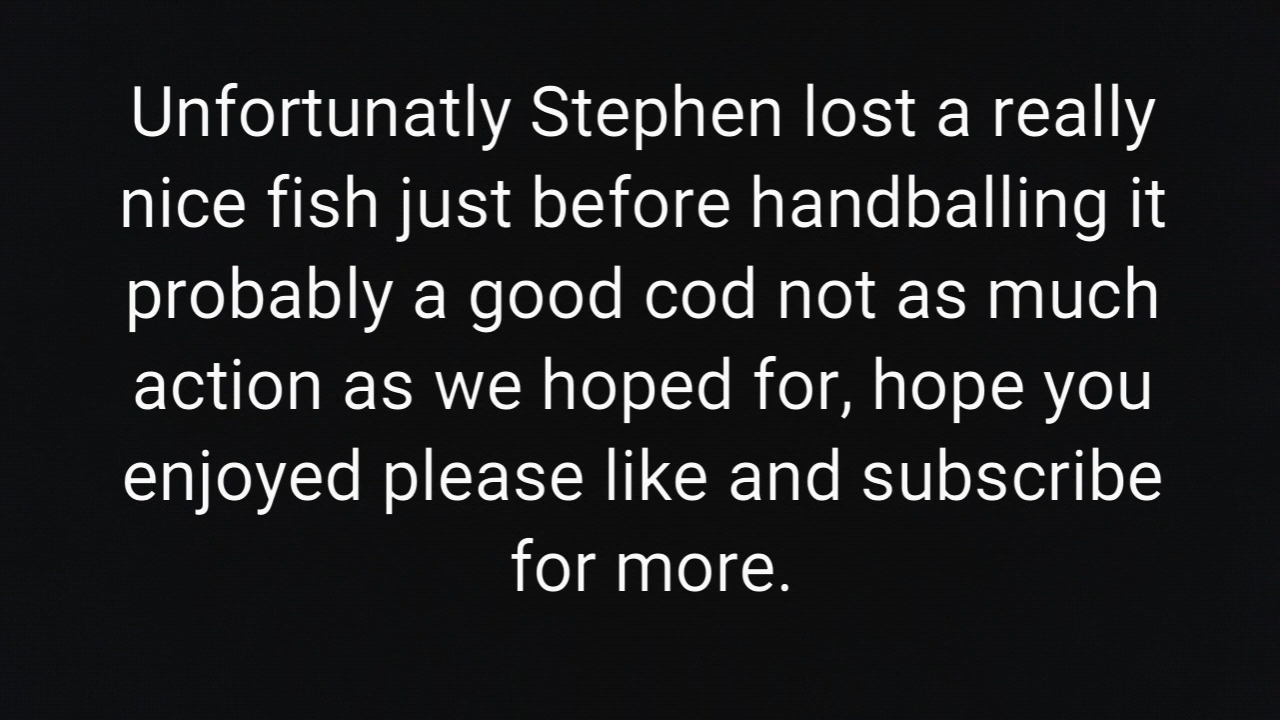 Unfortunatly Stephen lost a really
nice fish just before handballing it
probably a good cod not as much
action as we hoped for, hope you
enjoyed please like and subscribe
for more.